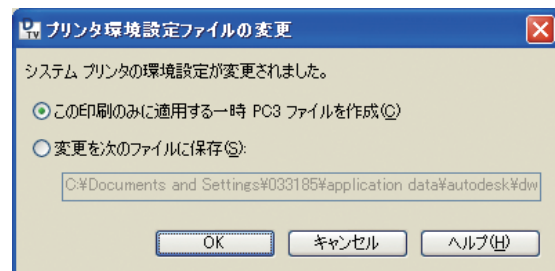 プリンタ環境設定ファイルの変更
システム プリンタの環境設定が変更されました。
この印刷のみに適用する一時 PC3 ファイルを作成(C)
変更を次のファイルに保存(S):
C:¥Documents and Settings¥033185¥application data¥autodesk¥dw
OK キャンセル ヘルプ(H)